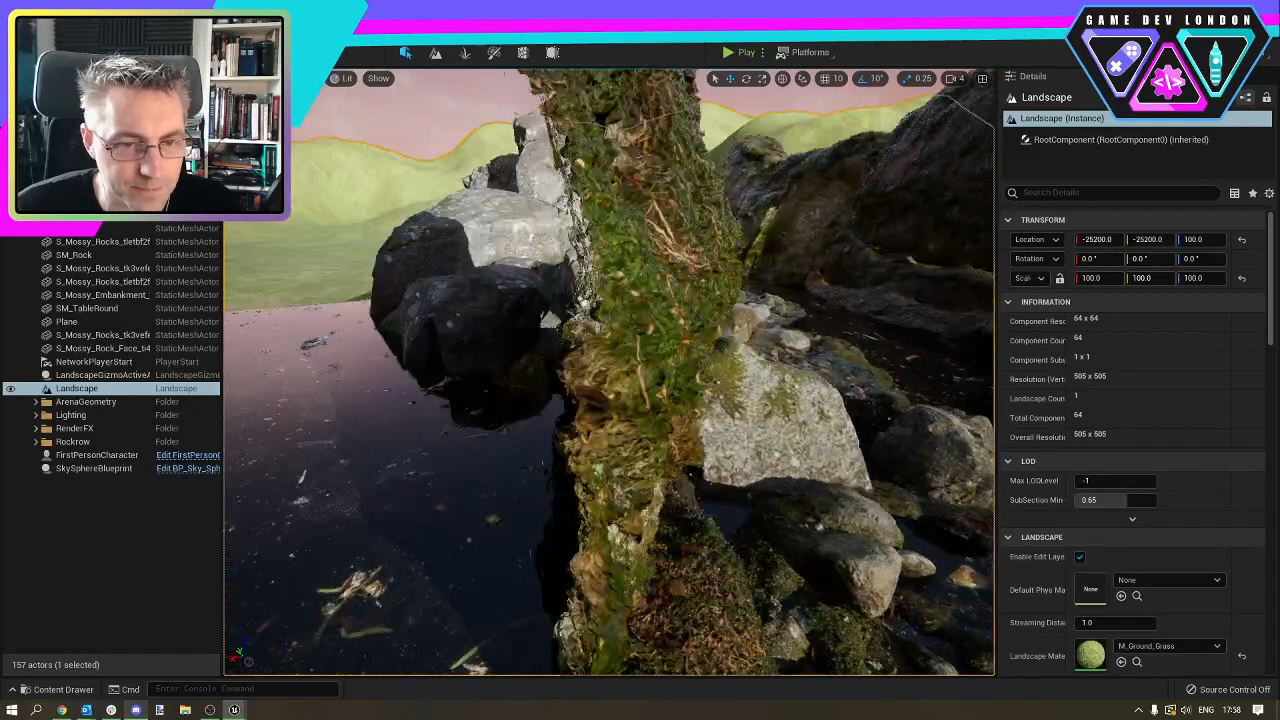 GAME DEV LONDON
Play
Platforms
Lit
Show
10
10°
0.25
4
Details
Landscape
Landscape (Instance)
RootComponent (RootComponent0) (Inherited)
Search Details
TRANSFORM
Location
-25200.0
-25200.0
100.0
Rotation
0.0 °
0.0 °
0.0 °
Scal
100.0
100.0
100.0
INFORMATION
Component Res
64 x 64
Component Cou
64
Component Subs
1 x 1
Resolution (Vert
505 x 505
Landscape Coun
1
Total Componen
64
Overall Resoluti
505 x 505
LOD
Max LODLevel
-1
SubSection Min
0.65
LANDSCAPE
Enable Edit Laye
Default Phys Ma
None
None
Streaming Distan
1.0
Landscape Mate
M_Ground_Grass
StaticMeshActor
S_Mossy_Rocks_tletbf2f
StaticMeshActor
SM_Rock
StaticMeshActor
S_Mossy_Rocks_tk3vefe
StaticMeshActor
S_Mossy_Rocks_tletbf2f
StaticMeshActor
S_Mossy_Embankment_
StaticMeshActor
SM_TableRound
StaticMeshActor
Plane
StaticMeshActor
S_Mossy_Rocks_tk3vefe
StaticMeshActor
S_Mossy_Rock_Face_ti4
StaticMeshActor
NetworkPlayerStart
PlayerStart
LandscapeGizmoActiveA
LandscapeGizmo
Landscape
Landscape
ArenaGeometry
Folder
Lighting
Folder
RenderFX
Folder
Rockrow
Folder
FirstPersonCharacter
Edit FirstPersonC
SkySphereBlueprint
Edit BP_Sky_Sph
157 actors (1 selected)
Content Drawer
Cmd
Enter Console Command
Source Control Off
ENG
17:58